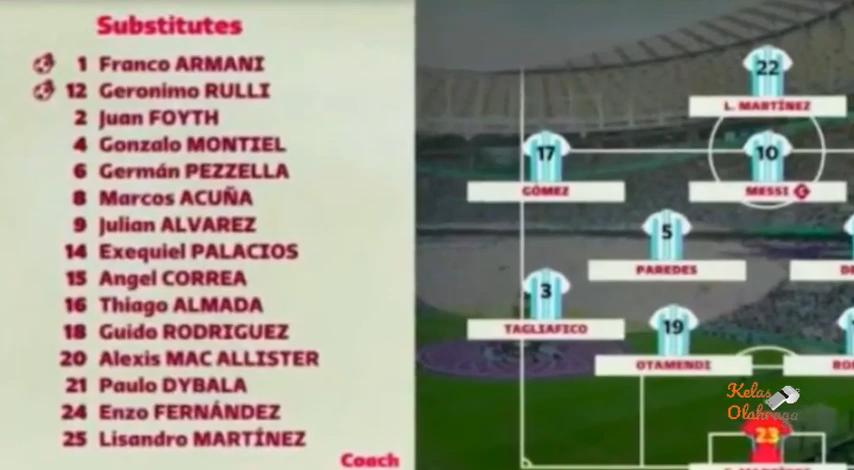 Substitutes
1 Franco ARMANI
12 Geronimo RULLI
2 Juan FOYTH
4 Gonzalo MONTIEL
6 Germán PEZZELLA
8 Marcos ACUÑA
9 Julian ALVAREZ
14 Exequiel PALACIOS
15 Angel CORREA
16 Thiago ALMADA
18 Guido RODRIGUEZ
20 Alexis MAC ALLISTER
21 Paulo DYBALA
24 Enzo FERNÁNDEZ
25 Lisandro MARTÍNEZ
Coach
22
L. MARTÍNEZ
17
GÓMEZ
10
MESSI C
5
PAREDES
DE
3
TAGLIAFICO
19
OTAMENDI
RO
Kelas
Olahraga
23